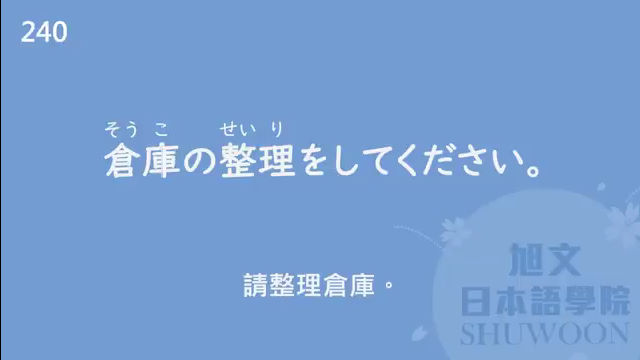 240
そうこ せいり
倉庫の整理をしてください。
請整理倉庫。
旭文
日本語學院
SHUWOON